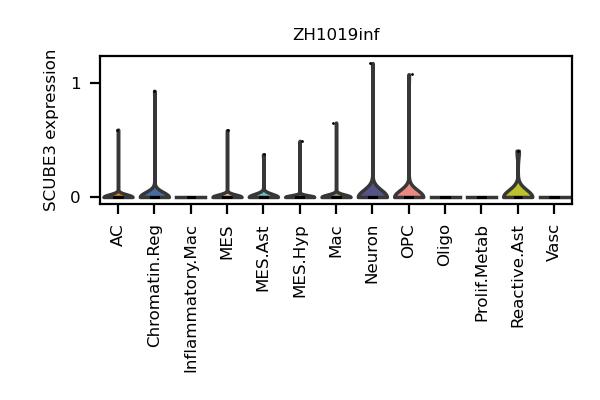 ZH1019inf
SCUBE3 expression
1
0
AC
Chromatin.Reg
Inflammatory.Mac
MES
MES.Ast
MES.Hyp
Mac
Neuron
OPC
Oligo
Prolif.Metab
Reactive.Ast
Vasc